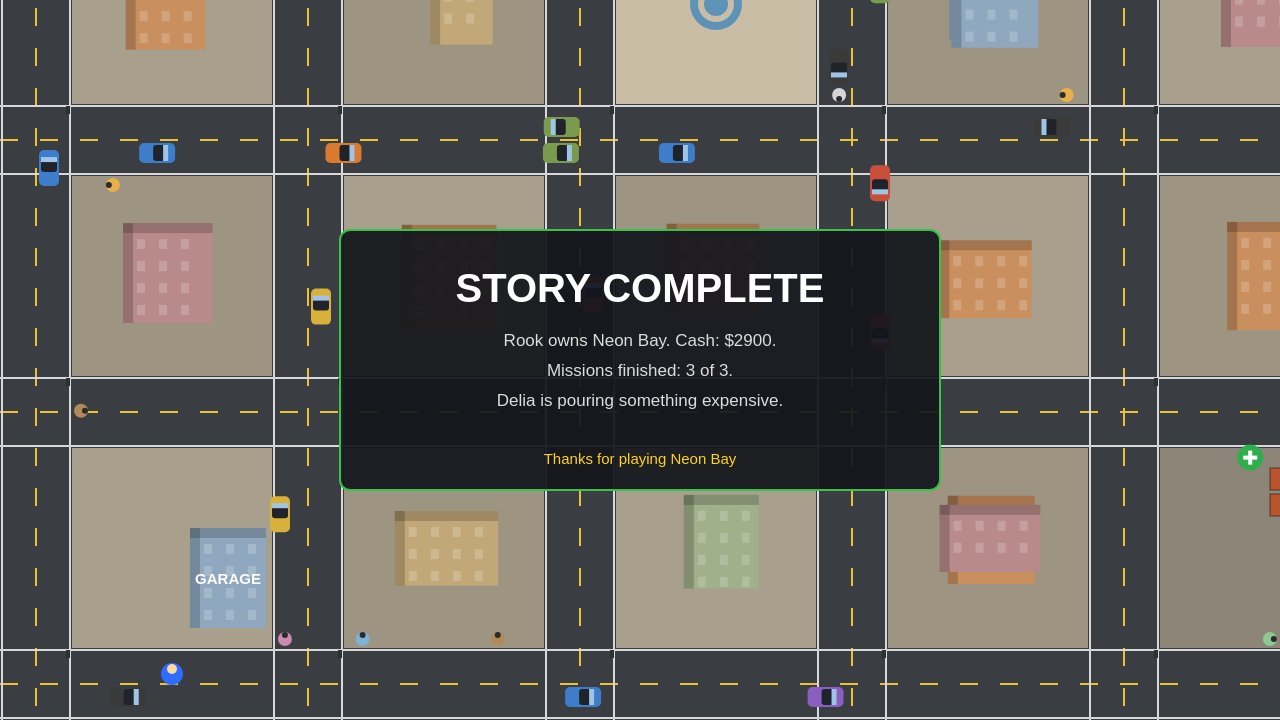 STORY COMPLETE
Rook owns Neon Bay. Cash: $2900.
Missions finished: 3 of 3.
Delia is pouring something expensive.
Thanks for playing Neon Bay
GARAGE